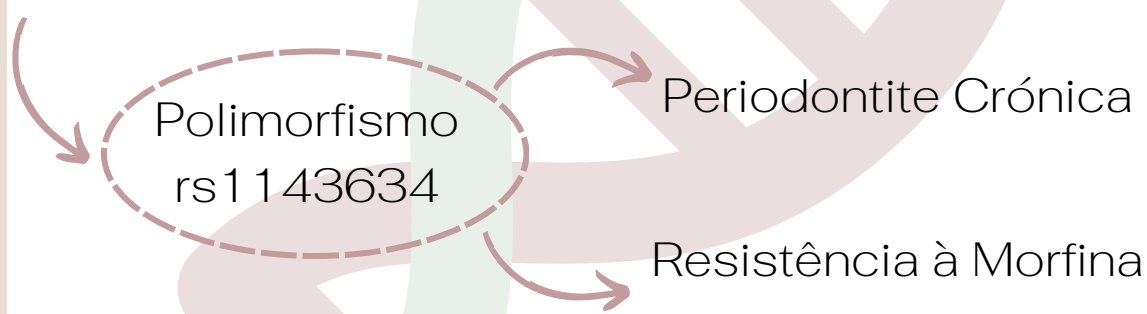 Polimorfismo
rs1143634
Periodontite Crónica
Resistência à Morfina